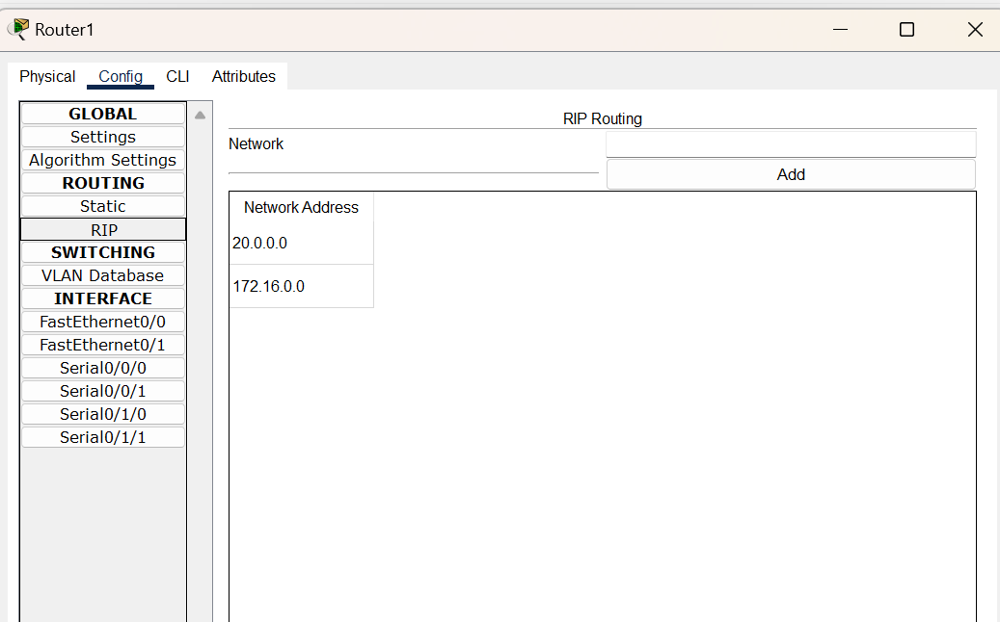 Router1
Physical Config CLI Attributes
GLOBAL
Settings
Algorithm Settings
ROUTING
Static
RIP
SWITCHING
VLAN Database
INTERFACE
FastEthernet0/0
FastEthernet0/1
Serial0/0/0
Serial0/0/1
Serial0/1/0
Serial0/1/1
RIP Routing
Network
Add
Network Address
20.0.0.0
172.16.0.0